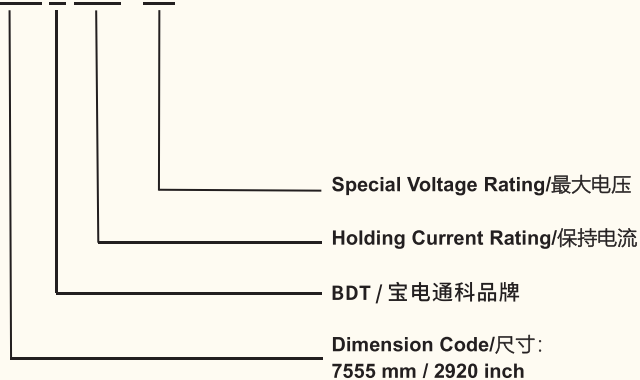 Special Voltage Rating/最大电压
Holding Current Rating/保持电流
BDT / 宝电通科品牌
Dimension Code/尺寸:
7555 mm / 2920 inch